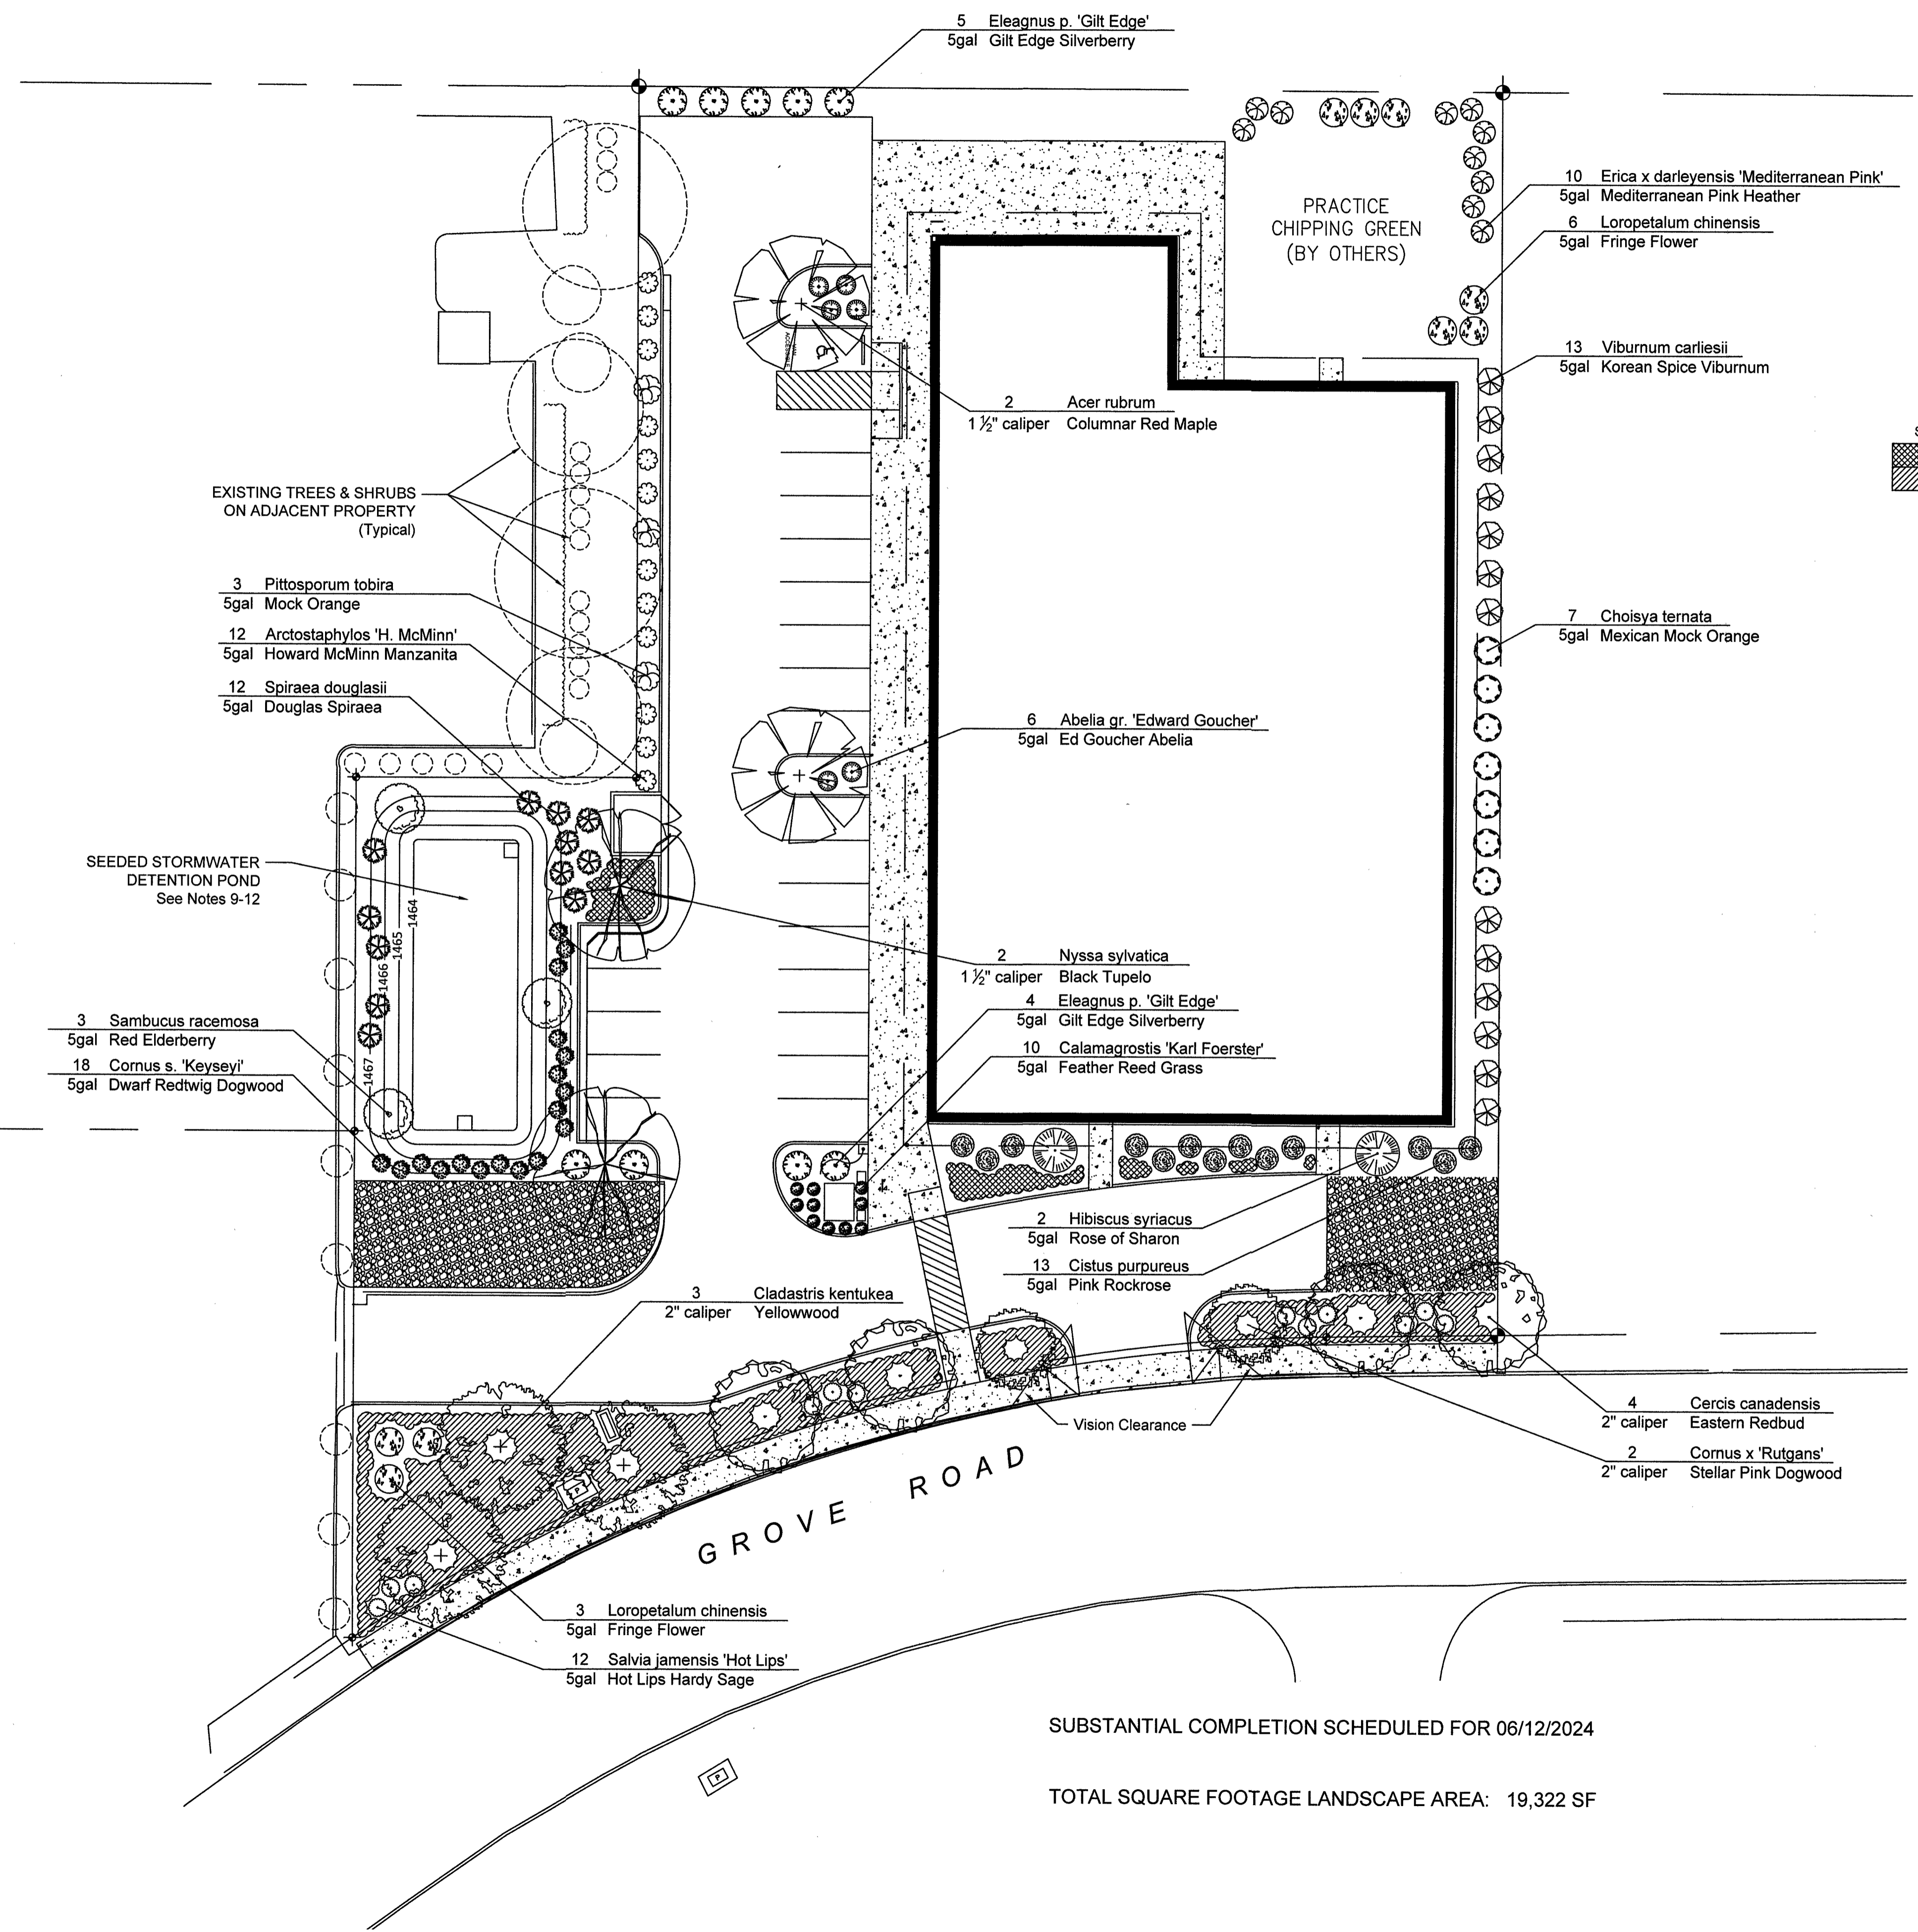 5 Eleagnus p. 'Gilt Edge'
5gal Gilt Edge Silverberry
10 Erica x darleyensis 'Mediterranean Pink'
5gal Mediterranean Pink Heather
6 Loropetalum chinensis
5gal Fringe Flower
PRACTICE
CHIPPING GREEN
(BY OTHERS)
13 Viburnum carliesii
5gal Korean Spice Viburnum
2 Acer rubrum
1 ½" caliper Columnar Red Maple
EXISTING TREES & SHRUBS
ON ADJACENT PROPERTY
(Typical)
3 Pittosporum tobira
5gal Mock Orange
12 Arctostaphylos 'H. McMinn'
5gal Howard McMinn Manzanita
12 Spiraea douglasii
5gal Douglas Spiraea
7 Choisya ternata
5gal Mexican Mock Orange
6 Abelia gr. 'Edward Goucher'
5gal Ed Goucher Abelia
SEEDED STORMWATER
DETENTION POND
See Notes 9-12
1464
1465
1466
1467
2 Nyssa sylvatica
1 ½" caliper Black Tupelo
4 Eleagnus p. 'Gilt Edge'
5gal Gilt Edge Silverberry
10 Calamagrostis 'Karl Foerster'
5gal Feather Reed Grass
3 Sambucus racemosa
5gal Red Elderberry
18 Cornus s. 'Keyseyi'
5gal Dwarf Redtwig Dogwood
2 Hibiscus syriacus
5gal Rose of Sharon
13 Cistus purpureus
5gal Pink Rockrose
3 Cladastris kentukea
2" caliper Yellowwood
Vision Clearance
4 Cercis canadensis
2" caliper Eastern Redbud
2 Cornus x 'Rutgans'
2" caliper Stellar Pink Dogwood
P
GROVE ROAD
3 Loropetalum chinensis
5gal Fringe Flower
12 Salvia jamensis 'Hot Lips'
5gal Hot Lips Hardy Sage
P
SUBSTANTIAL COMPLETION SCHEDULED FOR 06/12/2024
TOTAL SQUARE FOOTAGE LANDSCAPE AREA: 19,322 SF